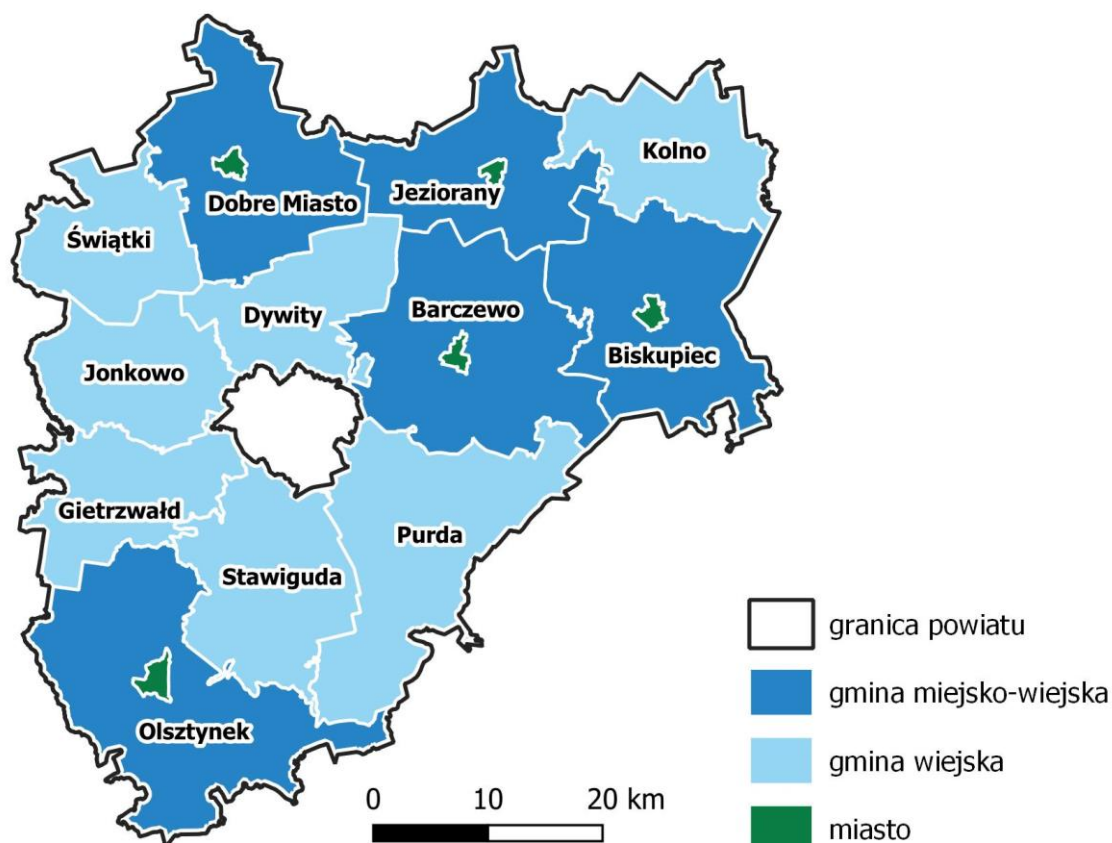 Kolno
Jeziorany
Dobre Miasto
Świątki
Dywity
Barczewo
Biskupiec
Jonkowo
Gietrzwałd
Purda
Stawiguda
Olsztynek
granica powiatu
gmina miejsko-wiejska
gmina wiejska
miasto
0 10 20 km